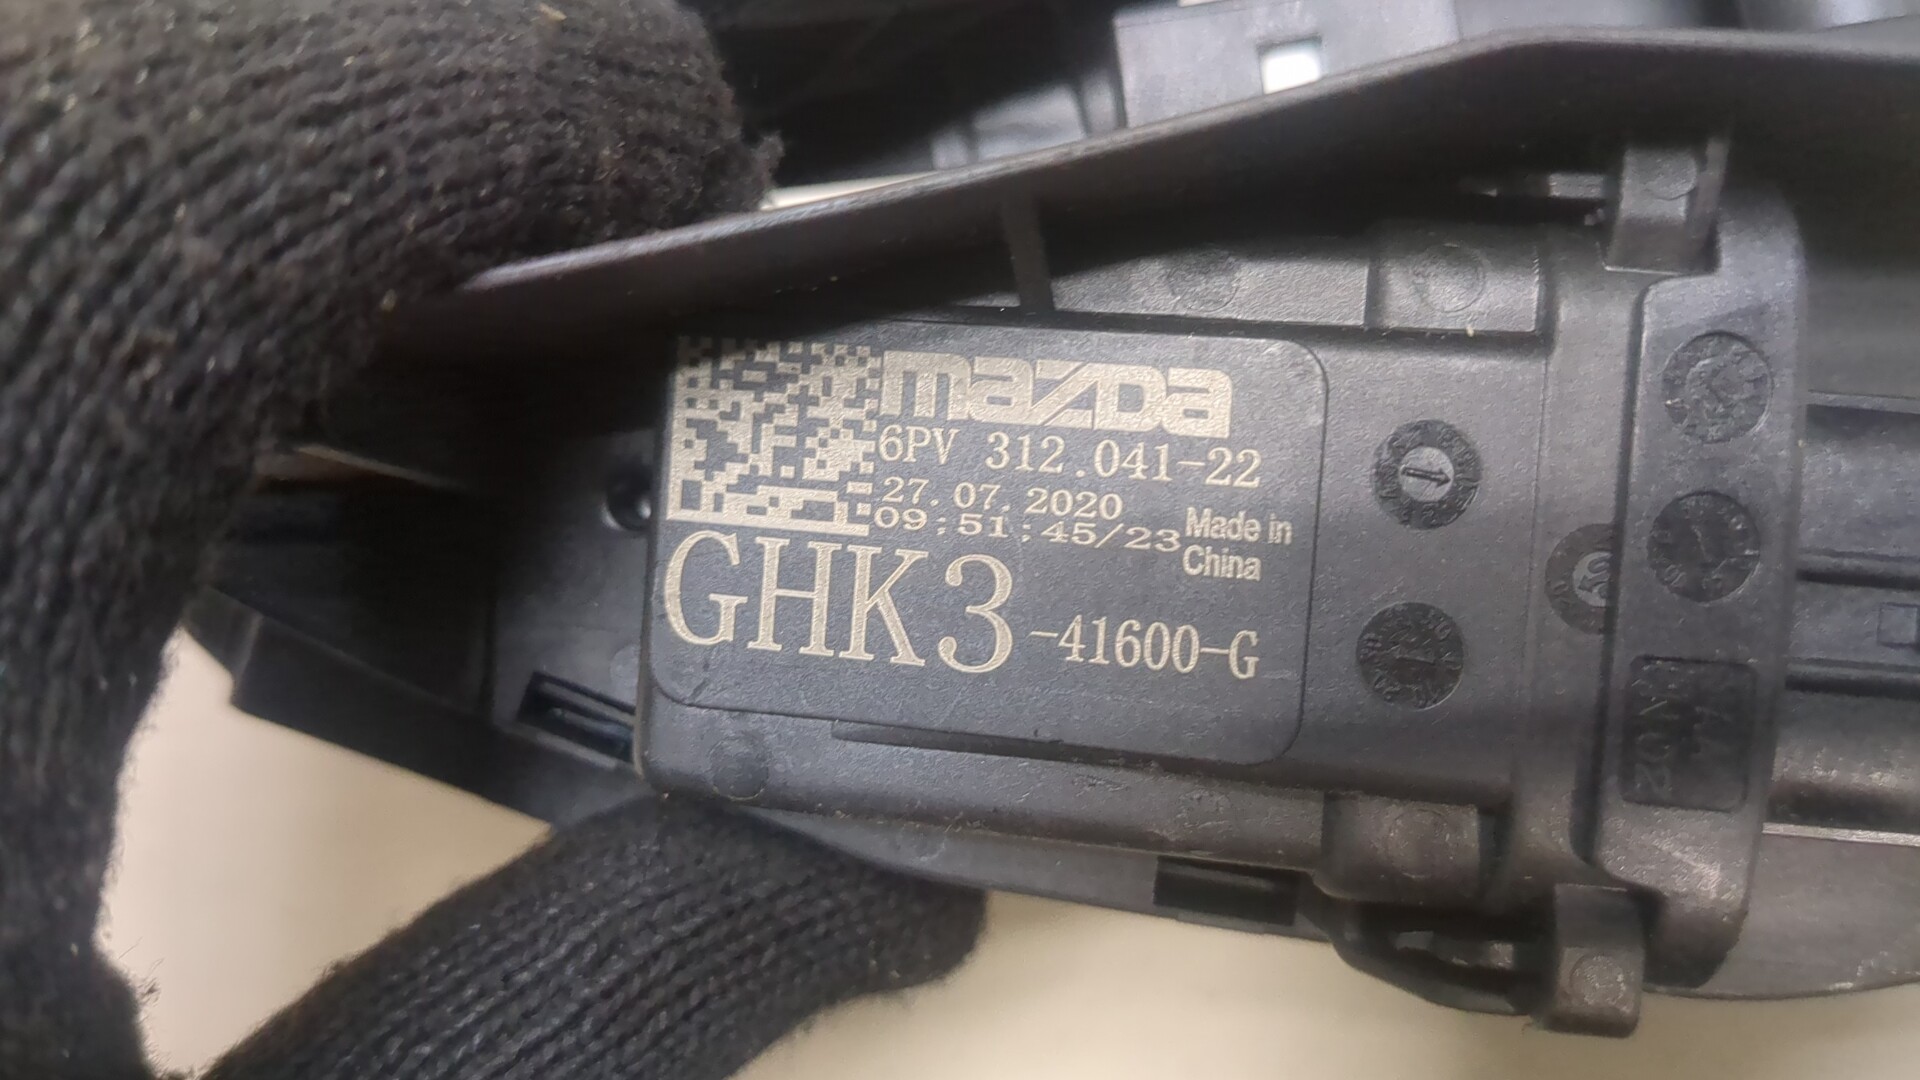 mazda
6PV 312.041-22
27.07.2020
09:51:45/23
Made in
China
GHK3-41600-G